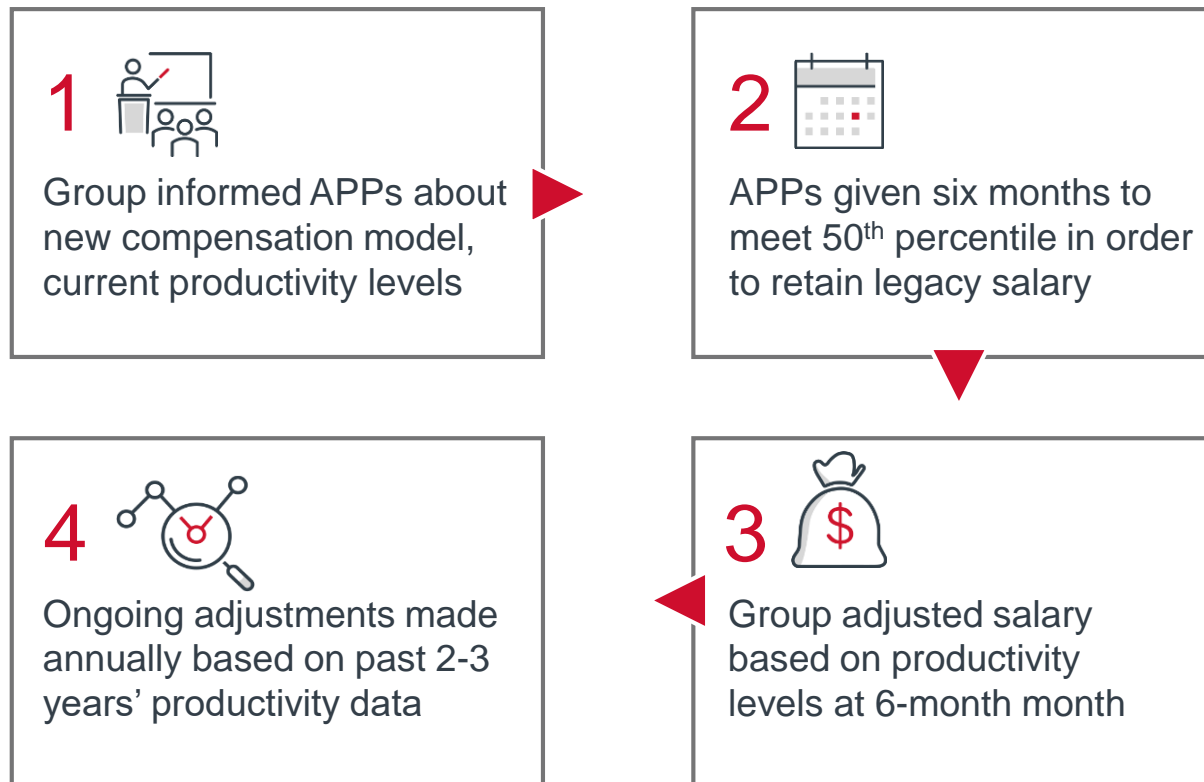 1
Group informed APPs about
new compensation model,
current productivity levels
2
APPs given six months to
meet 50th percentile in order
to retain legacy salary
3
$
Group adjusted salary
based on productivity
levels at 6-month month
4
Ongoing adjustments made
annually based on past 2-3
years’ productivity data